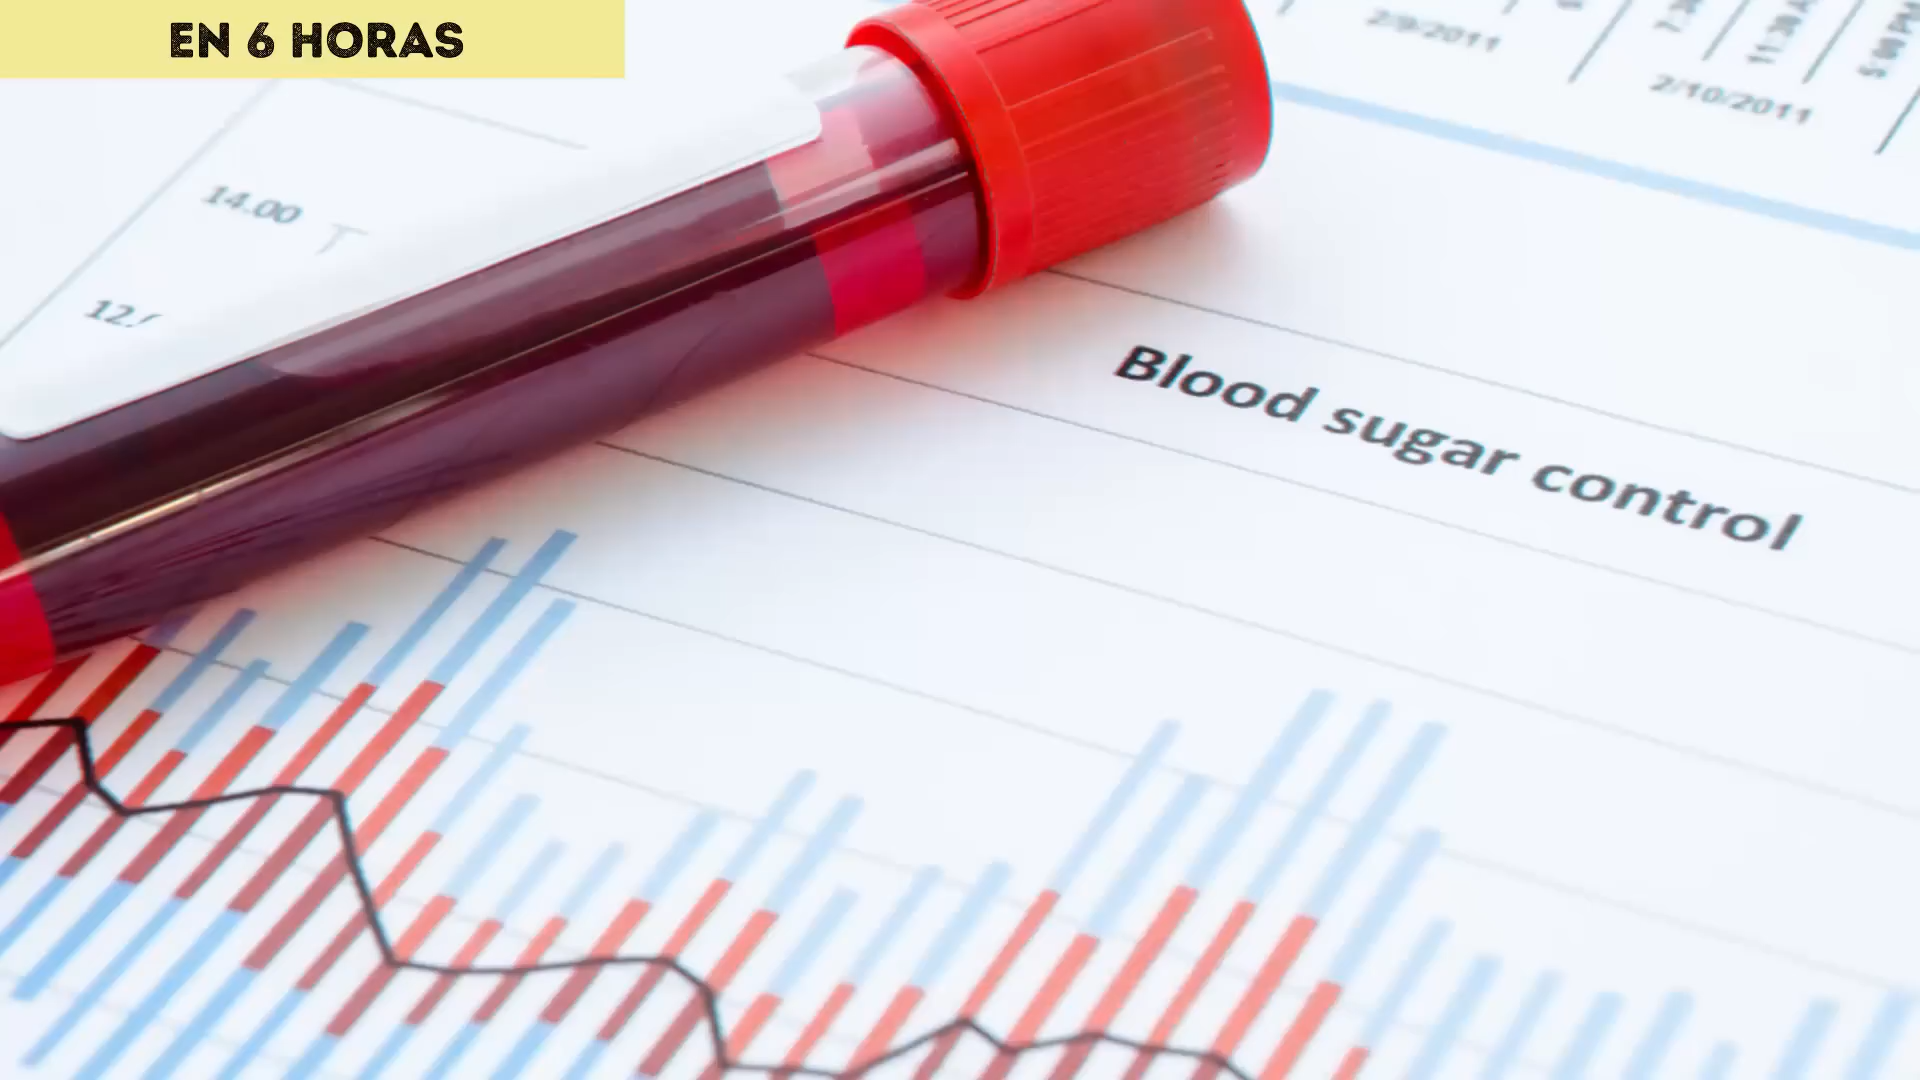 EN 6 HORAS
2/9/2011
2/10/2011
14.00
Blood sugar control